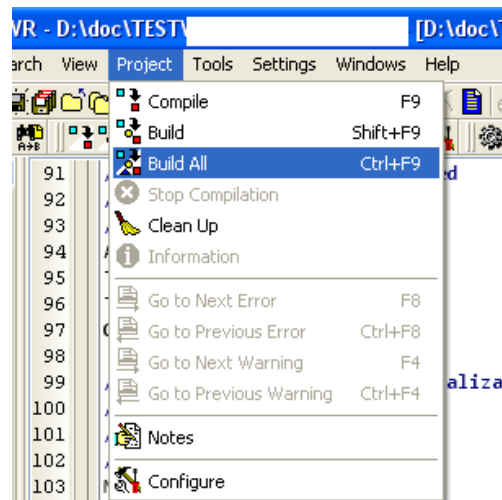 VR - D:\doc\TEST\ [D:\doc\
arch View Project Tools Settings Windows Help
Compile F9
A→B Build Shift+F9
91 Build All Ctrl+F9 d
92 Stop Compilation
93 Clean Up
94 Information
95
96 Go to Next Error F8
97 Go to Previous Error Ctrl+F8
98 Go to Next Warning F4
99 Go to Previous Warning Ctrl+F4 aliza
100
101 Notes
102
103 Configure